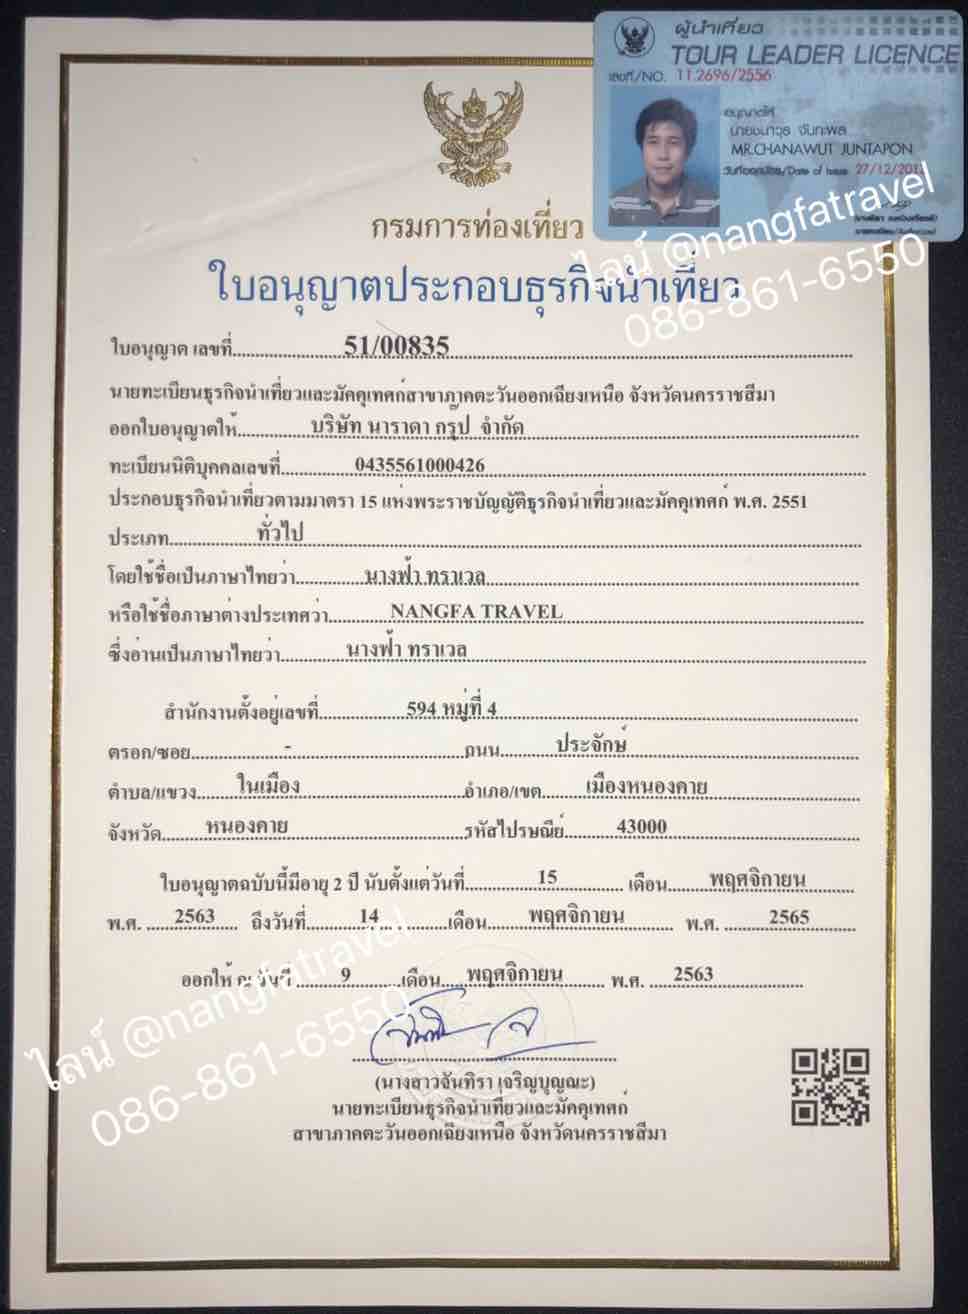 ผู้นำเที่ยว
TOUR LEADER LICENCE
เลขที่/NO. 11.2696/2556
อนุญาตให้
นายชนาวุธ จันทะพล
MR.CHANAWUT JUNTAPON
วันที่ออกบัตร/Date of Issue 27/12/201
กรมการท่องเที่ยว
ใบอนุญาตประกอบธุรกิจนำเที่ยว
ไลน์ @nangfatravel
086-861-6550
ใบอนุญาต เลขที่ 51/00835
นายทะเบียนธุรกิจนำเที่ยวและมัคคุเทศก์สาขาภาคตะวันออกเฉียงเหนือ จังหวัดนครราชสีมา
ออกใบอนุญาตให้ บริษัท นาราดา กรุ๊ป จำกัด
ทะเบียนนิติบุคคลเลขที่ 0435561000426
ประกอบธุรกิจนำเที่ยวตามมาตรา 15 แห่งพระราชบัญญัติธุรกิจนำเที่ยวและมัคคุเทศก์ พ.ศ. 2551
ประเภท ทั่วไป
โดยใช้ชื่อเป็นภาษาไทยว่า นางฟ้า ทราเวล
หรือใช้ชื่อภาษาต่างประเทศว่า NANGFA TRAVEL
ซึ่งอ่านเป็นภาษาไทยว่า นางฟ้า ทราเวล
สำนักงานตั้งอยู่เลขที่ 594 หมู่ที่ 4
ตรอก/ซอย - ถนน ประจักษ์
ตำบล/แขวง ในเมือง อำเภอ/เขต เมืองหนองคาย
จังหวัด หนองคาย รหัสไปรษณีย์ 43000
ใบอนุญาตฉบับนี้มีอายุ 2 ปี นับตั้งแต่วันที่ 15 เดือน พฤศจิกายน
พ.ศ. 2563 ถึงวันที่ 14 เดือน พฤศจิกายน พ.ศ. 2565
ออกให้ ณ วันที่ 9 เดือน พฤศจิกายน พ.ศ. 2563
ไลน์ @nangfatravel
086-861-6550
(นางสาวจันทิรา เจริญบุญณะ)
นายทะเบียนธุรกิจนำเที่ยวและมัคคุเทศก์
สาขาภาคตะวันออกเฉียงเหนือ จังหวัดนครราชสีมา